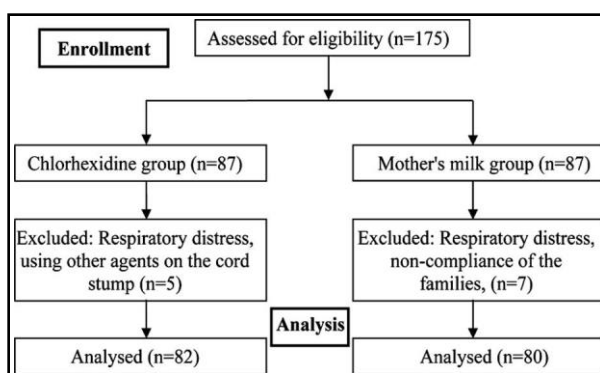 Enrollment
Assessed for eligibility (n=175)
Chlorhexidine group (n=87)
Mother's milk group (n=87)
Excluded: Respiratory distress,
using other agents on the cord
stump (n=5)
Excluded: Respiratory distress,
non-compliance of the
families, (n=7)
Analysis
Analysed (n=82)
Analysed (n=80)